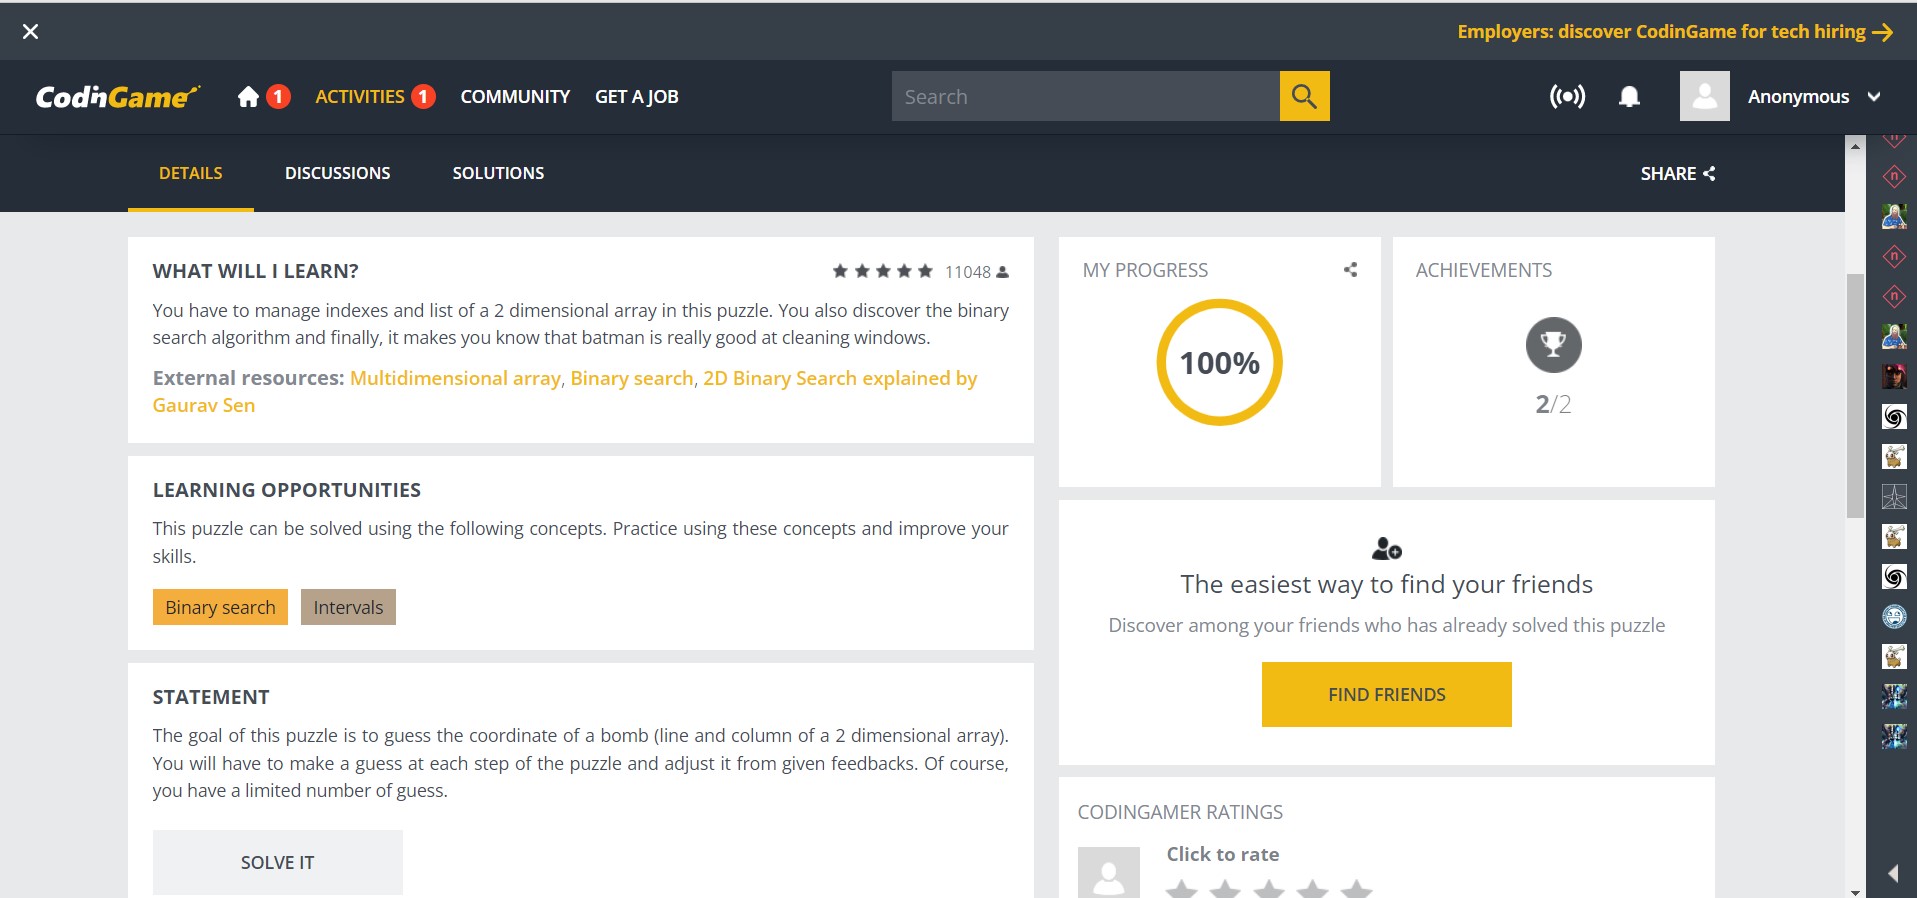 Employers: discover CodinGame for tech hiring
CodinGame
1
ACTIVITIES 1
COMMUNITY
GET A JOB
Search
Anonymous
DETAILS
DISCUSSIONS
SOLUTIONS
SHARE
WHAT WILL I LEARN?
11048
You have to manage indexes and list of a 2 dimensional array in this puzzle. You also discover the binary
search algorithm and finally, it makes you know that batman is really good at cleaning windows.
External resources: Multidimensional array, Binary search, 2D Binary Search explained by
Gaurav Sen
LEARNING OPPORTUNITIES
This puzzle can be solved using the following concepts. Practice using these concepts and improve your
skills.
Binary search
Intervals
STATEMENT
The goal of this puzzle is to guess the coordinate of a bomb (line and column of a 2 dimensional array).
You will have to make a guess at each step of the puzzle and adjust it from given feedbacks. Of course,
you have a limited number of guess.
SOLVE IT
MY PROGRESS
100%
ACHIEVEMENTS
2/2
The easiest way to find your friends
Discover among your friends who has already solved this puzzle
FIND FRIENDS
CODINGAMER RATINGS
Click to rate
n
n
n
n